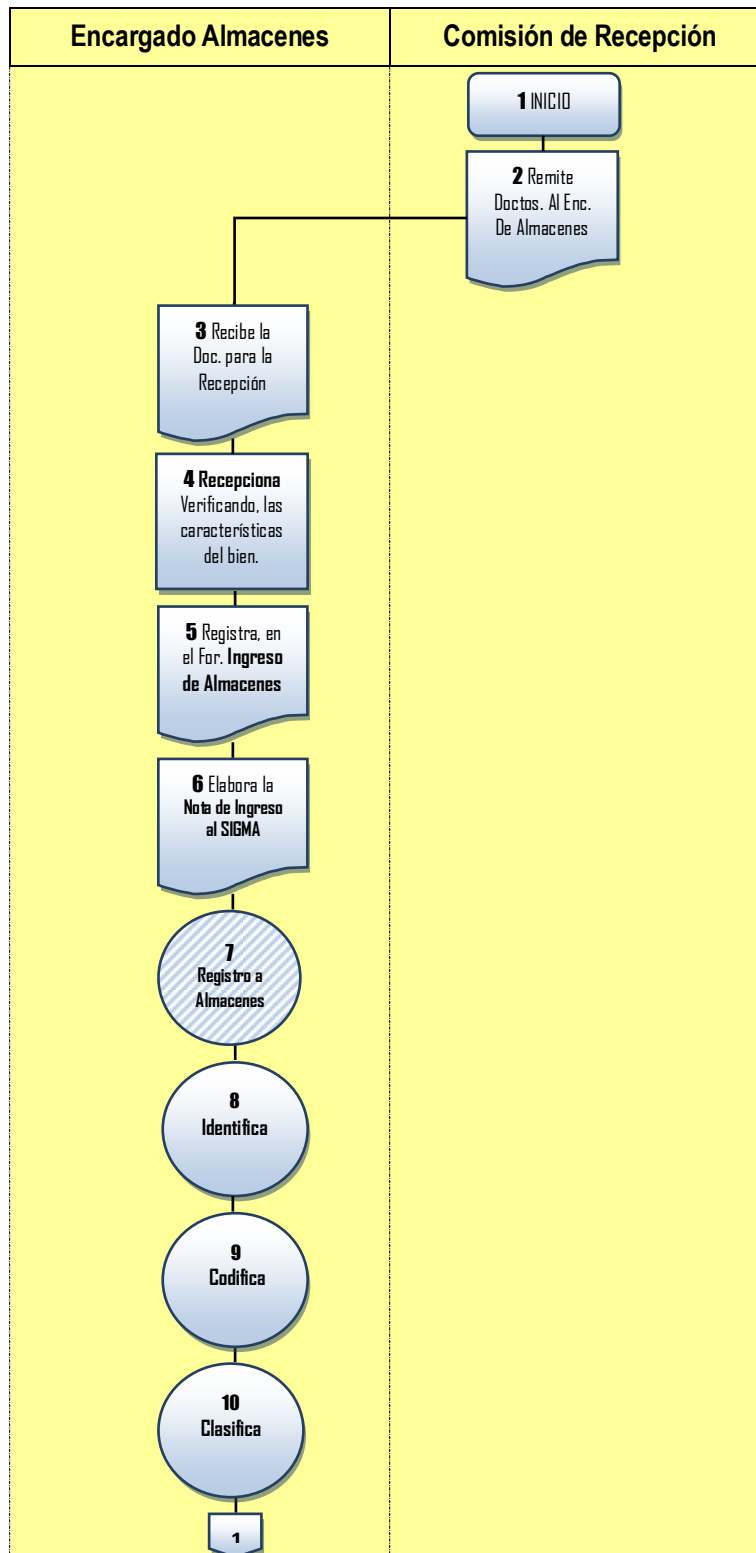 Encargado Almacenes
Comisión de Recepción
1 INICIO
2 Remite
Doctos. Al Enc.
De Almacenes
3 Recibe la
Doc. para la
Recepción
4 Recepciona
Verificando, las
características
del bien.
5 Registra, en
el For. Ingreso
de Almacenes
6 Elabora la
Nota de Ingreso
al SIGMA
7
Registro a
Almacenes
8
Identifica
9
Codifica
10
Clasifica
1